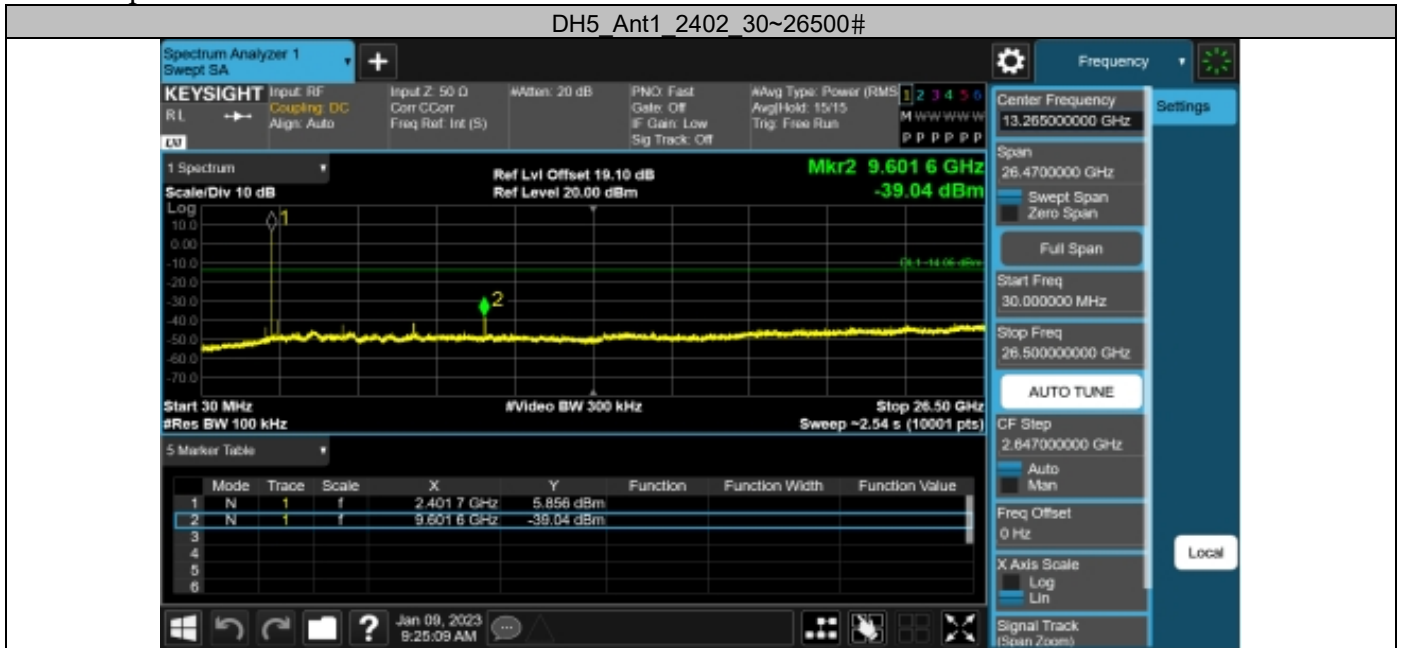 DH5_Ant1_2402_30~26500#
Spectrum Analyzer 1
Swept SA
+
Frequency
KEYSIGHT
RL
LXI
Input: RF
Coupling: DC
Align: Auto
Input Z: 50 Ω
Corr CCorr
Freq Ref: Int (S)
#Atten: 20 dB
PNO: Fast
Gate: Off
IF Gain: Low
Sig Track: Off
#Avg Type: Power (RMS
Avg|Hold: 15/15
Trig: Free Run
1 2 3 4 5 6
M W W W W W
P P P P P P
1 Spectrum
Scale/Div 10 dB
Ref Lvl Offset 19.10 dB
Ref Level 20.00 dBm
Mkr2 9.601 6 GHz
-39.04 dBm
Log
10.0
0.00
-10.0
-20.0
-30.0
-40.0
-50.0
-60.0
-70.0
1
2
DL1 -14.06 dBm
Start 30 MHz
#Res BW 100 kHz
#Video BW 300 kHz
Stop 26.50 GHz
Sweep ~2.54 s (10001 pts)
5 Marker Table
Mode Trace Scale X Y Function Function Width Function Value
1 N 1 f 2.401 7 GHz 5.856 dBm
2 N 1 f 9.601 6 GHz -39.04 dBm
3
4
5
6
Jan 09, 2023
9:25:09 AM
Center Frequency
13.265000000 GHz
Settings
Span
26.4700000 GHz
Swept Span
Zero Span
Full Span
Start Freq
30.000000 MHz
Stop Freq
26.500000000 GHz
AUTO TUNE
CF Step
2.647000000 GHz
Auto
Man
Freq Offset
0 Hz
Local
X Axis Scale
Log
Lin
Signal Track
(Span Zoom)